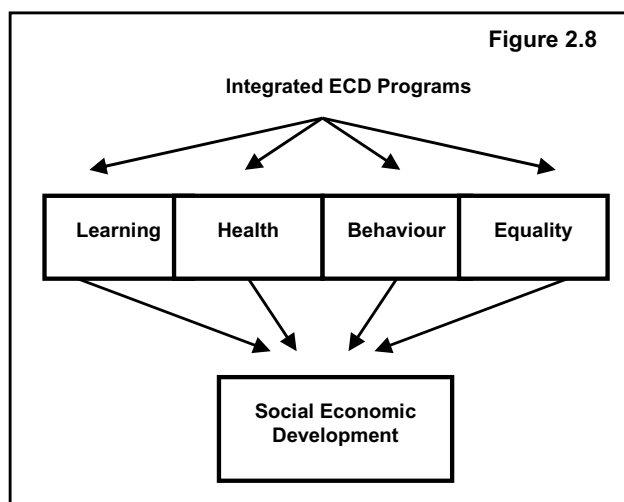 Figure 2.8
Integrated ECD Programs
Learning
Health
Behaviour
Equality
Social Economic
Development